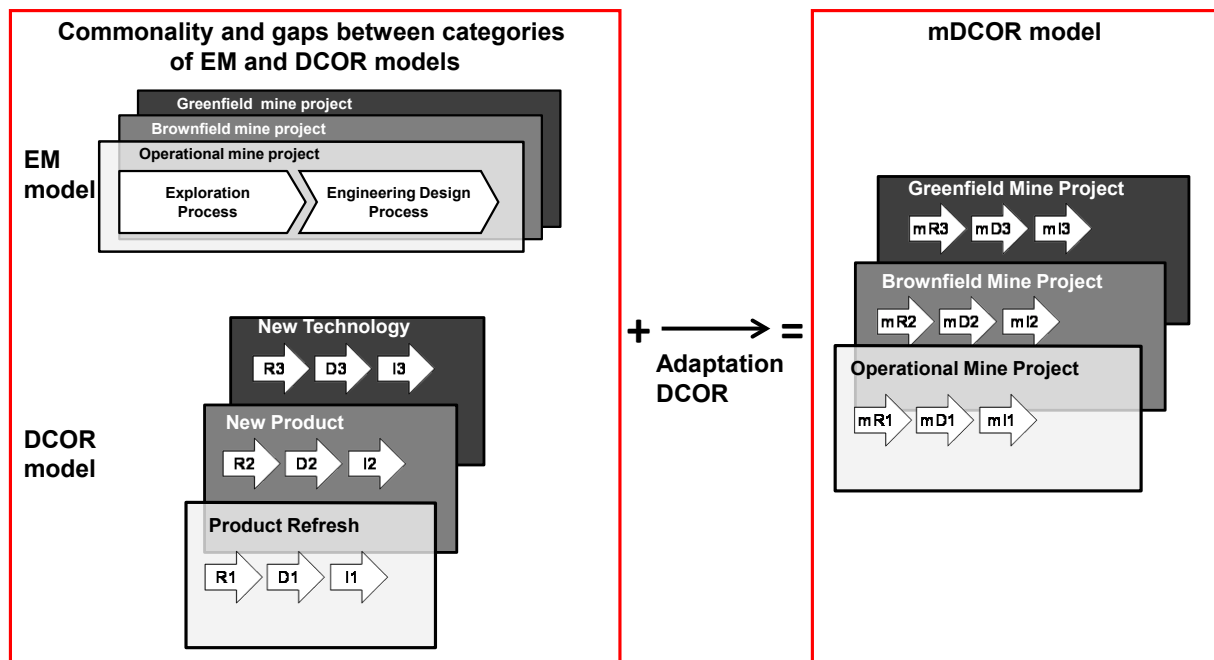 Commonality and gaps between categories
of EM and DCOR models
Greenfield mine project
Brownfield mine project
Operational mine project
EM
model
Exploration
Process
Engineering Design
Process
New Technology
R3 D3 I3
New Product
R2 D2 I2
DCOR
model
Product Refresh
R1 D1 I1
+ =
Adaptation
DCOR
mDCOR model
Greenfield Mine Project
mR3 mD3 mI3
Brownfield Mine Project
mR2 mD2 mI2
Operational Mine Project
mR1 mD1 mI1